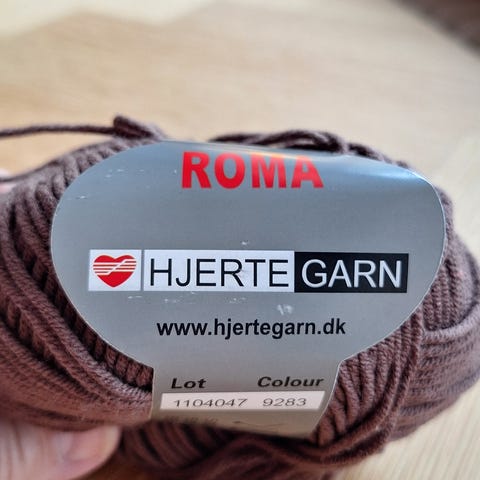 ROMA
HJERTE GARN
www.hjertegarn.dk
Lot Colour
1104047 9283